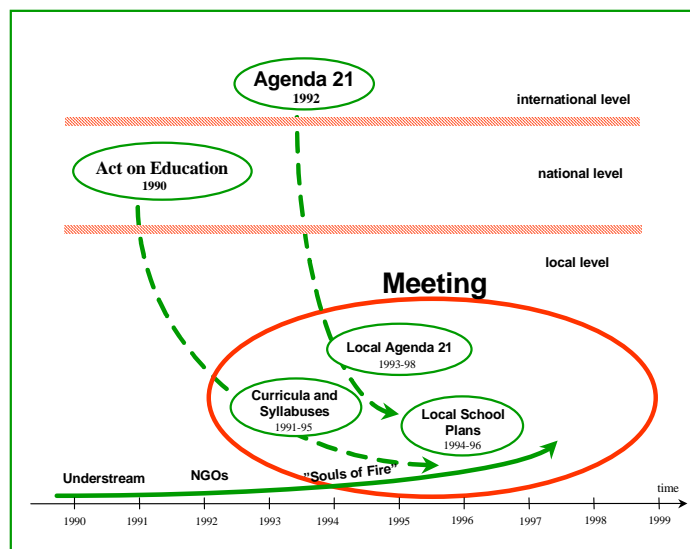 Agenda 21
1992
international level
Act on Education
1990
national level
local level
Meeting
Local Agenda 21
1993-98
Curricula and
Syllabuses
1991-95
Local School
Plans
1994-96
Understream
NGOs
”Souls of Fire”
time
1990 1991 1992 1993 1994 1995 1996 1997 1998 1999